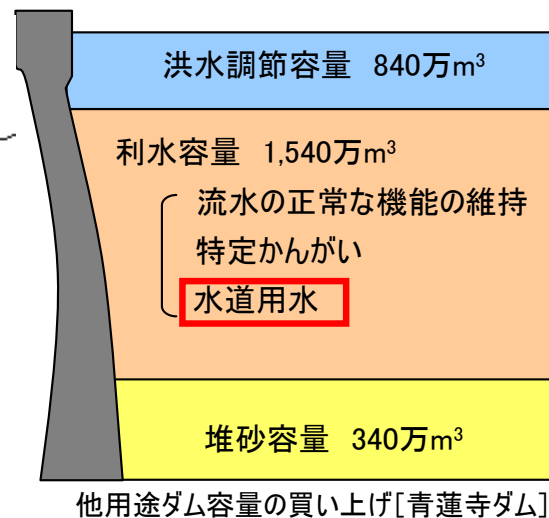 洪水調節容量 840万m³
利水容量 1,540万m³
流水の正常な機能の維持
特定かんがい
水道用水
堆砂容量 340万m³
他用途ダム容量の買い上げ[青蓮寺ダム]